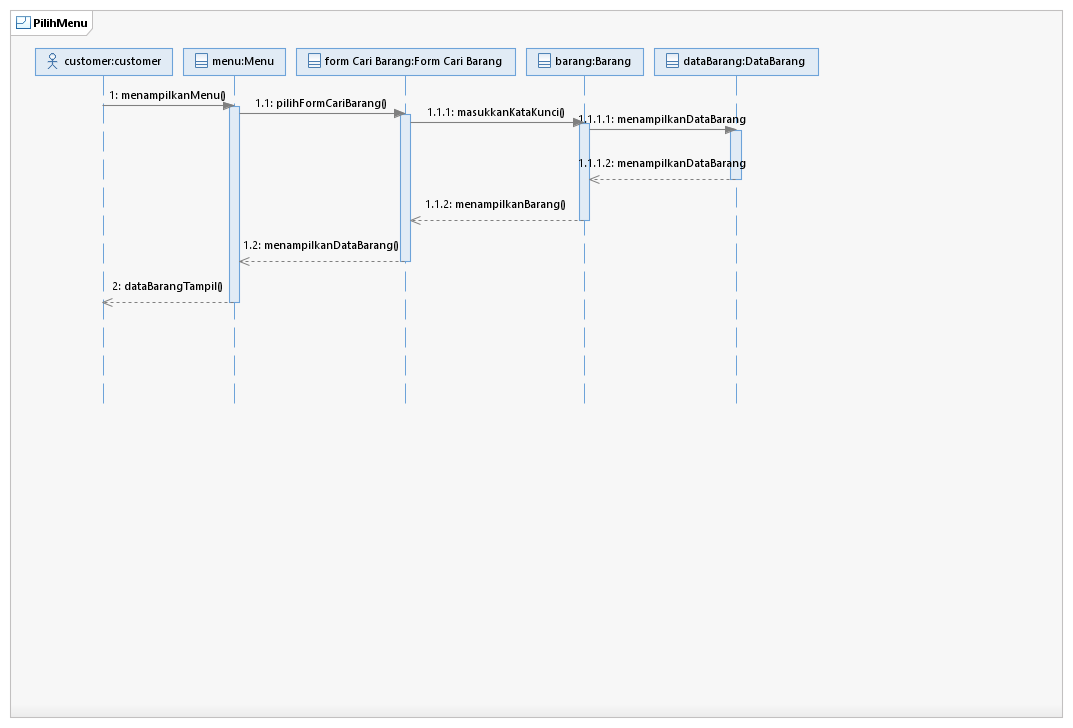 PilihMenu
customer:customer
menu:Menu
form Cari Barang:Form Cari Barang
barang:Barang
dataBarang:DataBarang
1: menampilkanMenu()
1.1: pilihFormCariBarang()
1.1.1: masukkanKataKunci()
1.1.1.1: menampilkanDataBarang
1.1.1.2: menampilkanDataBarang
1.1.2: menampilkanBarang()
1.2: menampilkanDataBarang()
2: dataBarangTampil()